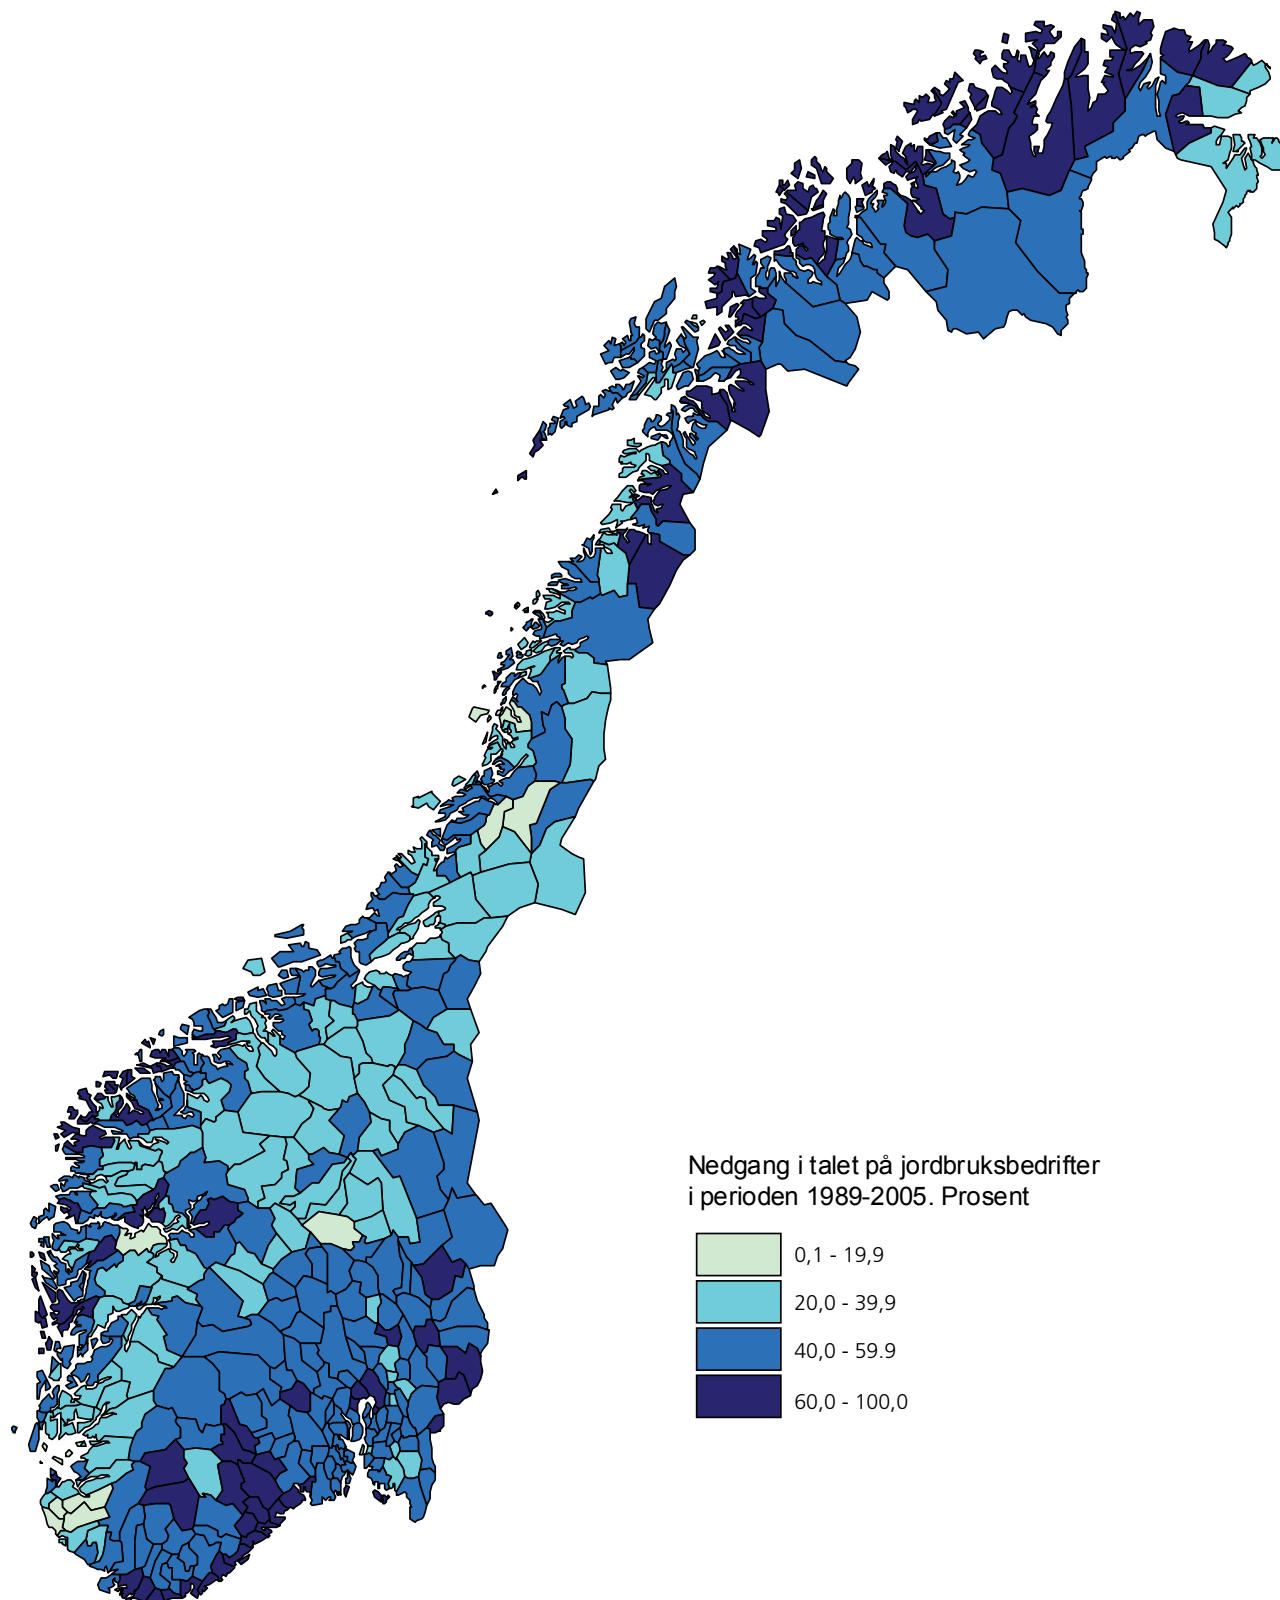 Nedgang i talet på jordbruksbedrifter
i perioden 1989-2005. Prosent
0,1 - 19,9
20,0 - 39,9
40,0 - 59.9
60,0 - 100,0